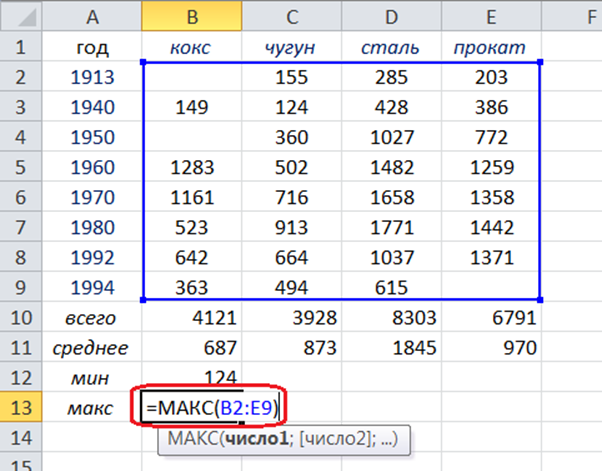 A B C D E F
1 год кокс чугун сталь прокат
2 1913 155 285 203
3 1940 149 124 428 386
4 1950 360 1027 772
5 1960 1283 502 1482 1259
6 1970 1161 716 1658 1358
7 1980 523 913 1771 1442
8 1992 642 664 1037 1371
9 1994 363 494 615
10 всего 4121 3928 8303 6791
11 среднее 687 873 1845 970
12 мин 124
13 макс =МАКС(B2:E9)
14 МАКС(число1; [число2]; ...)
15